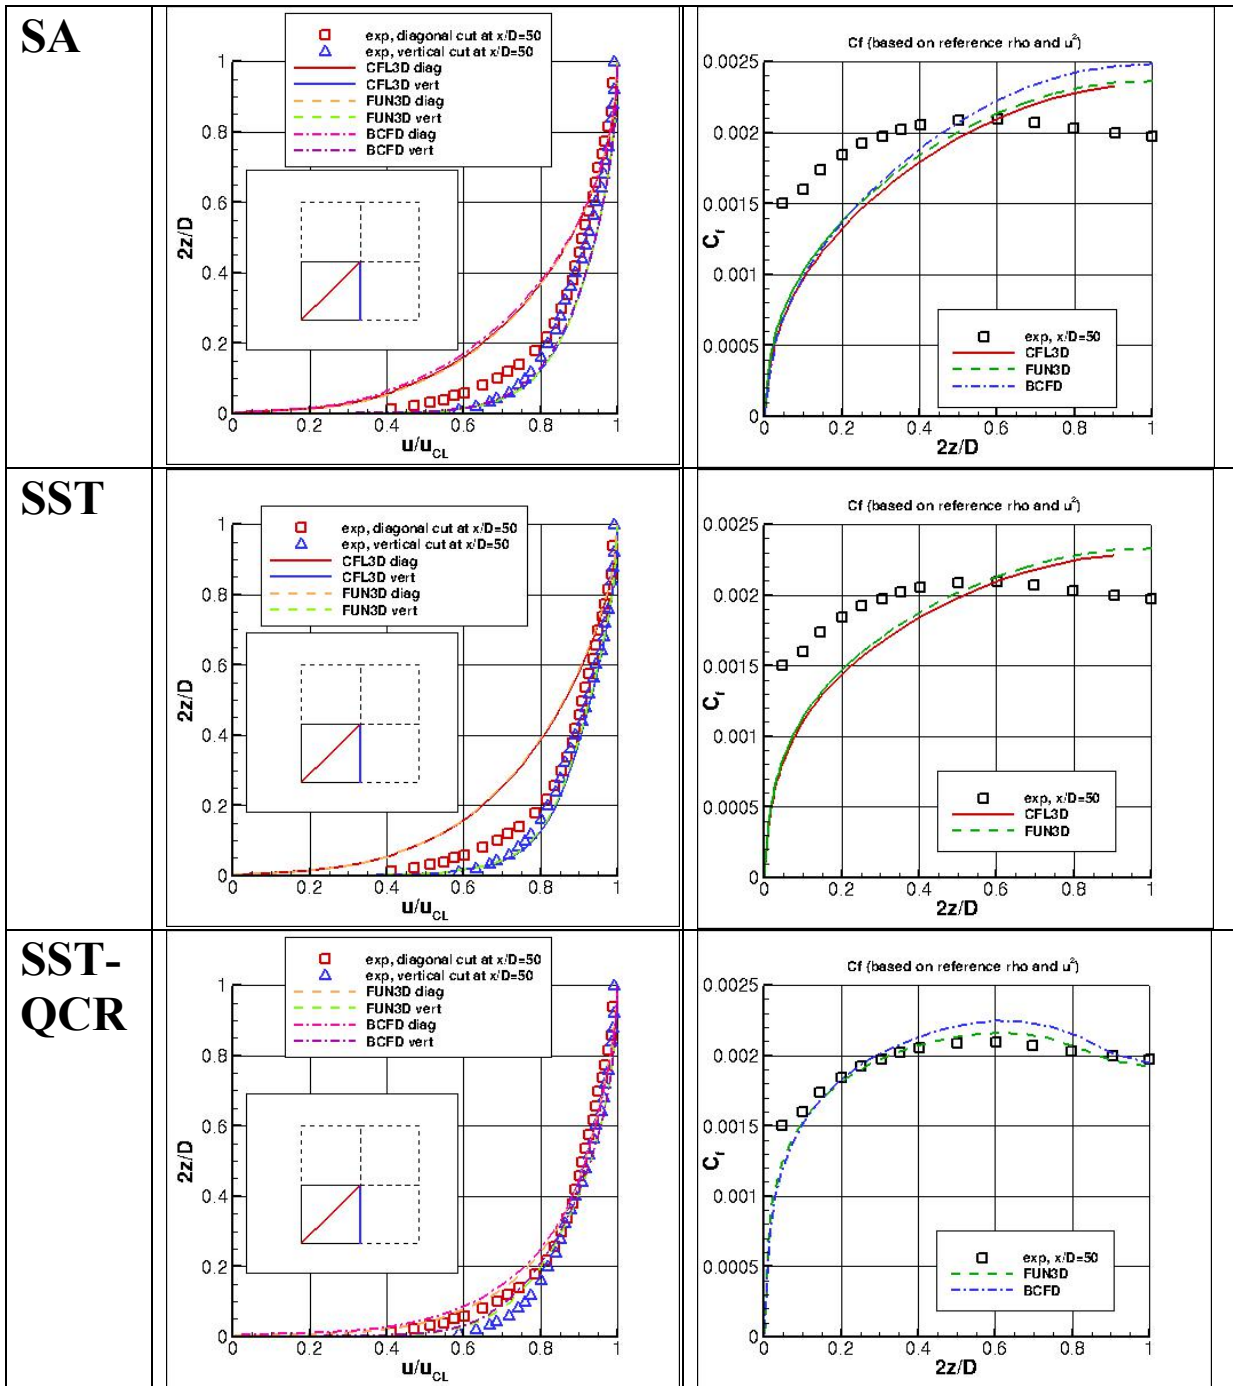 SA
exp, diagonal cut at x/D=50
exp, vertical cut at x/D=50
CFL3D diag
CFL3D vert
FUN3D diag
FUN3D vert
BCFD diag
BCFD vert
1
0.8
0.6
0.4
0.2
0
2z/D
0 0.2 0.4 0.6 0.8 1
u/uCL
Cf (based on reference rho and u²)
0.0025
0.002
0.0015
0.001
0.0005
0
Cf
exp, x/D=50
CFL3D
FUN3D
BCFD
0 0.2 0.4 0.6 0.8 1
2z/D
SST
exp, diagonal cut at x/D=50
exp, vertical cut at x/D=50
CFL3D diag
CFL3D vert
FUN3D diag
FUN3D vert
1
0.8
0.6
0.4
0.2
0
2z/D
0 0.2 0.4 0.6 0.8 1
u/uCL
Cf (based on reference rho and u²)
0.0025
0.002
0.0015
0.001
0.0005
0
Cf
exp, x/D=50
CFL3D
FUN3D
0 0.2 0.4 0.6 0.8 1
2z/D
SST-
QCR
exp, diagonal cut at x/D=50
exp, vertical cut at x/D=50
FUN3D diag
FUN3D vert
BCFD diag
BCFD vert
1
0.8
0.6
0.4
0.2
0
2z/D
0 0.2 0.4 0.6 0.8 1
u/uCL
Cf (based on reference rho and u²)
0.0025
0.002
0.0015
0.001
0.0005
0
Cf
exp, x/D=50
FUN3D
BCFD
0 0.2 0.4 0.6 0.8 1
2z/D